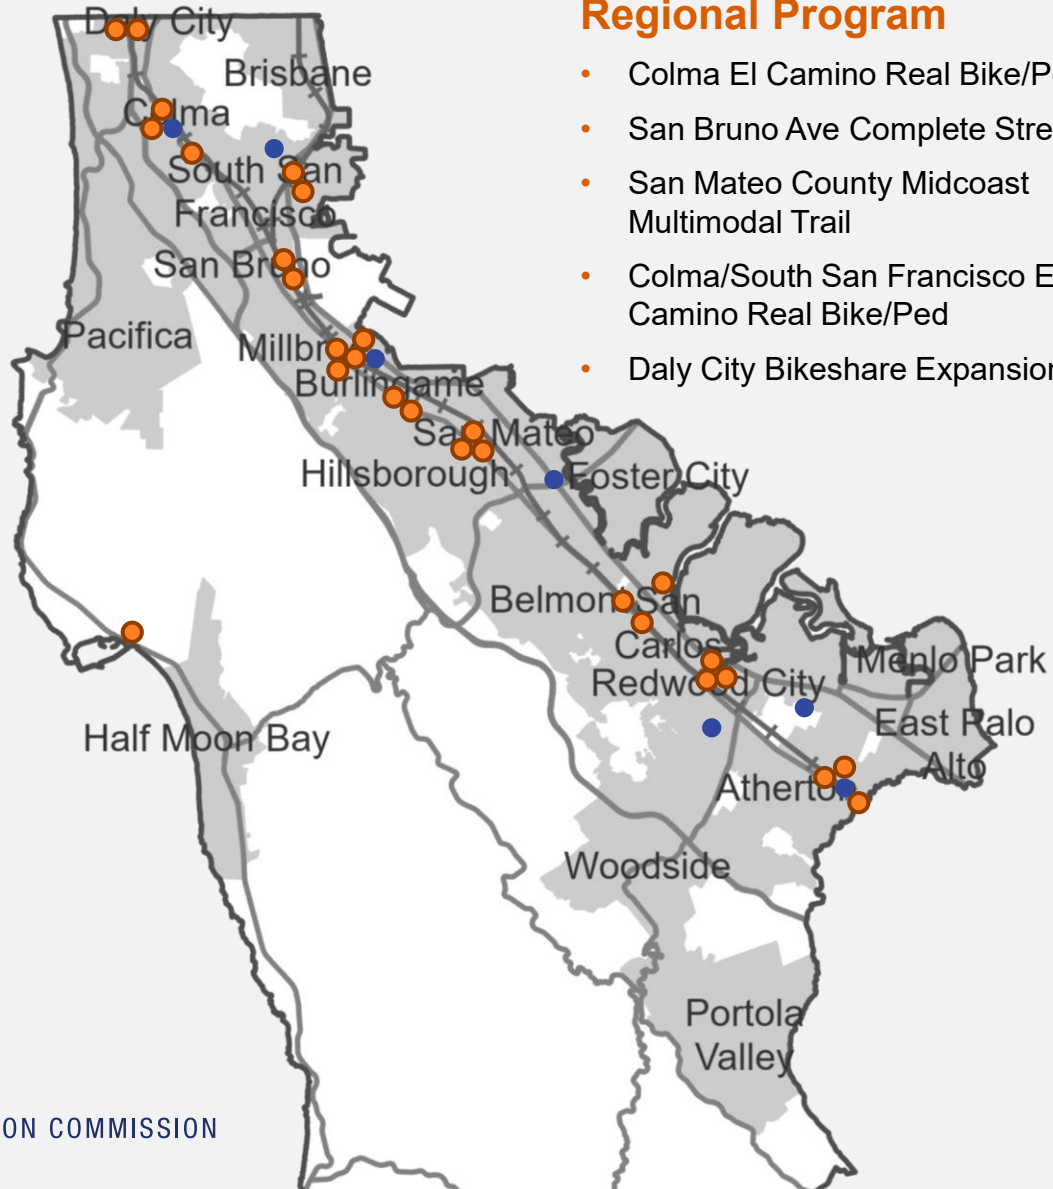 Regional Program
• Colma El Camino Real Bike/P
• San Bruno Ave Complete Stre
• San Mateo County Midcoast
Multimodal Trail
• Colma/South San Francisco E
Camino Real Bike/Ped
• Daly City Bikeshare Expansion
Daly City
Brisbane
Colma
South San
Francisco
San Bruno
Pacifica
Millbr
Burlingame
San Mateo
Hillsborough
Foster City
Belmont
San
Carlos
Redwood City
Menlo Park
East Palo
Alto
Half Moon Bay
Atherton
Woodside
Portola
Valley
ON COMMISSION